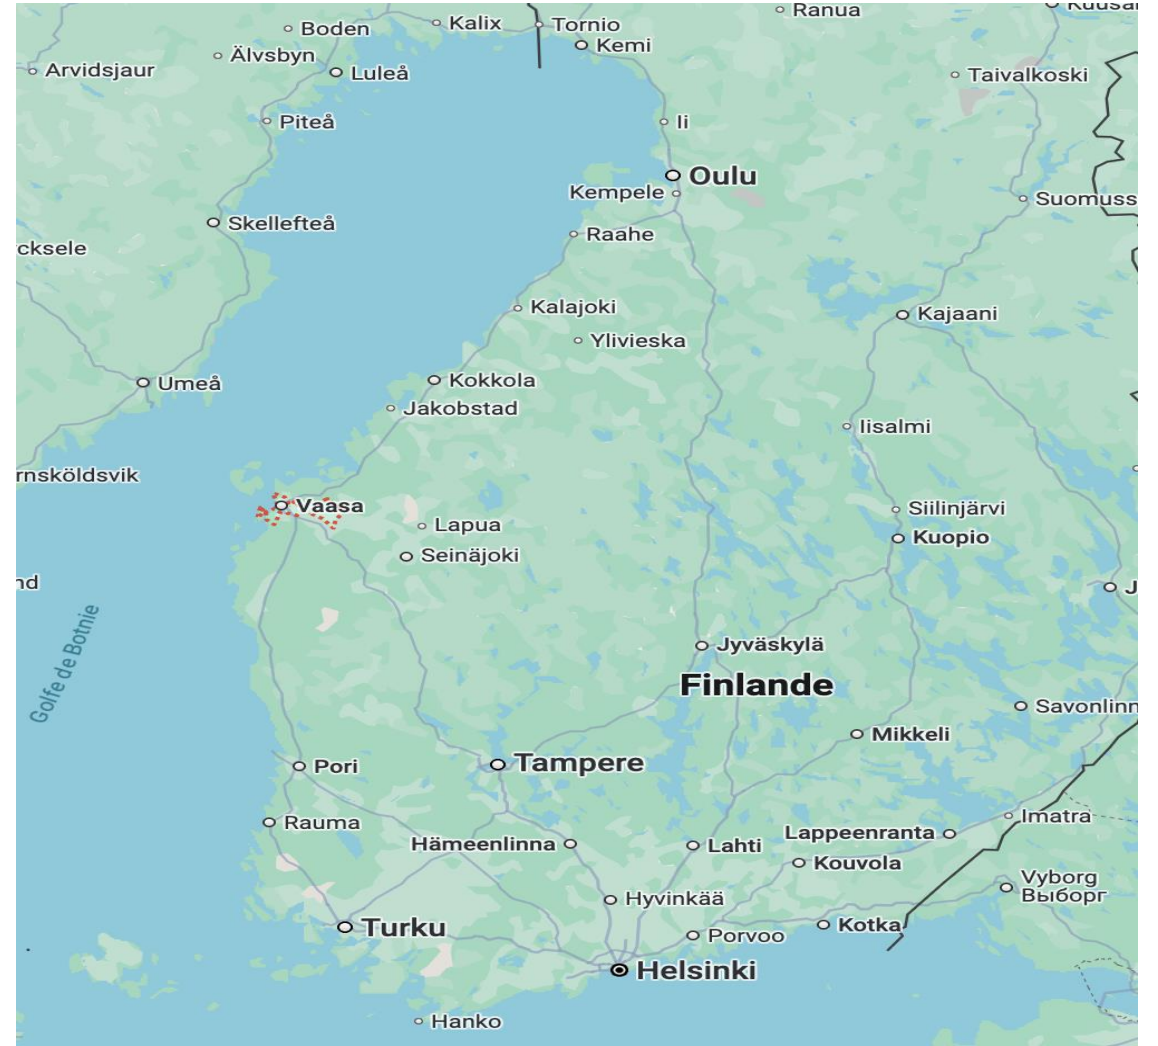 Ranua
Kalix
Tornio
Boden
Kemi
Älvsbyn
Arvidsjaur
Luleå
Taivalkoski
Piteå
Ii
Oulu
Kempele
Suomuss
Skellefteå
Raahe
cksele
Kalajoki
Kajaani
Ylivieska
Kokkola
Umeå
Jakobstad
Iisalmi
rnsköldsvik
Vaasa
Siilinjärvi
Lapua
Kuopio
Seinäjoki
nd
J
Golfe de Botnie
Jyväskylä
Finlande
Savonlinn
Mikkeli
Tampere
Pori
Imatra
Rauma
Lappeenranta
Hämeenlinna
Lahti
Kouvola
Vyborg
Выборг
Hyvinkää
Kotka
Turku
Porvoo
Helsinki
Hanko